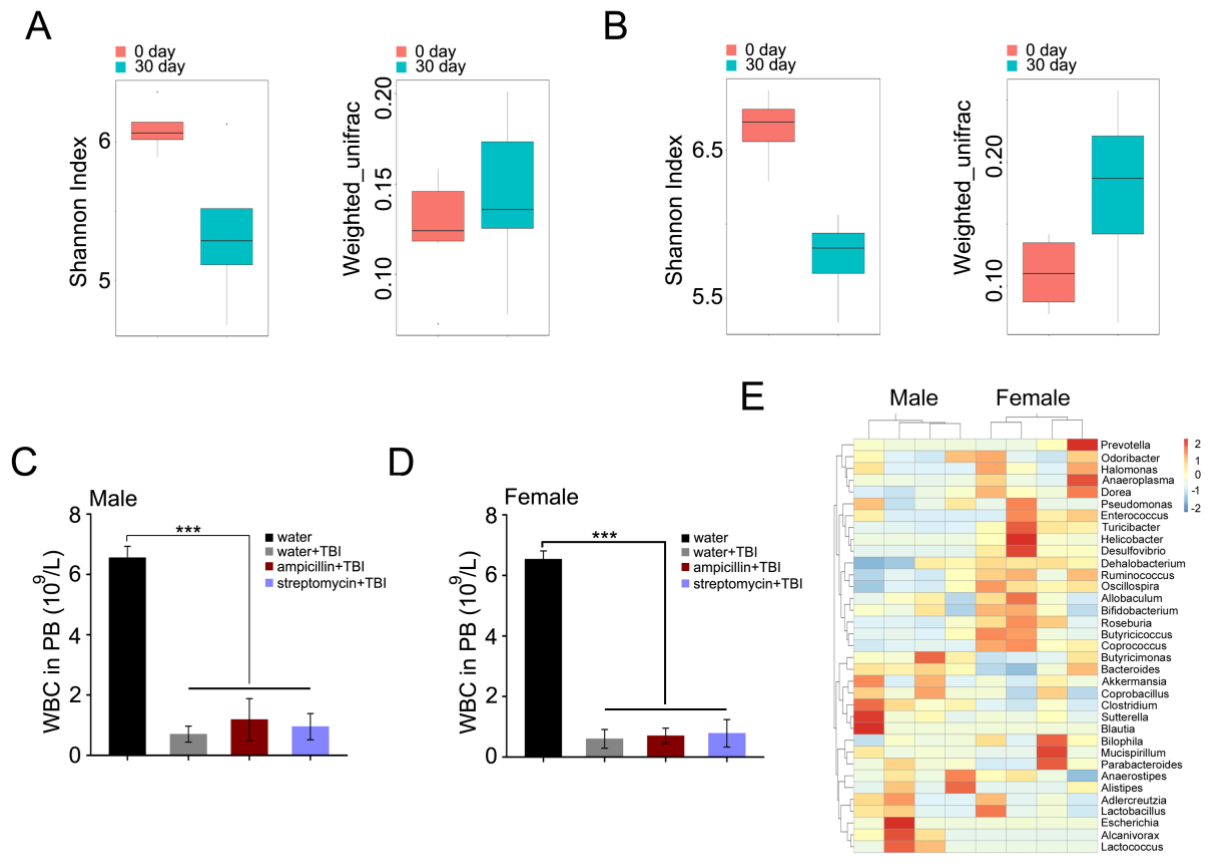 A
0 day
30 day
Shannon Index
6
5
0 day
30 day
Weighted_unifrac
0.20
0.15
0.10
B
0 day
30 day
Shannon Index
6.5
5.5
0 day
30 day
Weighted_unifrac
0.20
0.10
C
Male
WBC in PB (10^9/L)
8
6
4
2
0
***
water
water+TBI
ampicillin+TBI
streptomycin+TBI
D
Female
WBC in PB (10^9/L)
8
6
4
2
0
***
water
water+TBI
ampicillin+TBI
streptomycin+TBI
E
Male Female
Prevotella
Odoribacter
Halomonas
Anaeroplasma
Dorea
Pseudomonas
Enterococcus
Turicibacter
Helicobacter
Desulfovibrio
Dehalobacterium
Ruminococcus
Oscillospira
Allobaculum
Bifidobacterium
Roseburia
Butyricicoccus
Coprococcus
Butyricimonas
Bacteroides
Akkermansia
Coprobacillus
Clostridium
Sutterella
Blautia
Bilophila
Mucispirillum
Parabacteroides
Anaerostipes
Alistipes
Adlercreutzia
Lactobacillus
Escherichia
Alcanivorax
Lactococcus
2
1
0
-1
-2